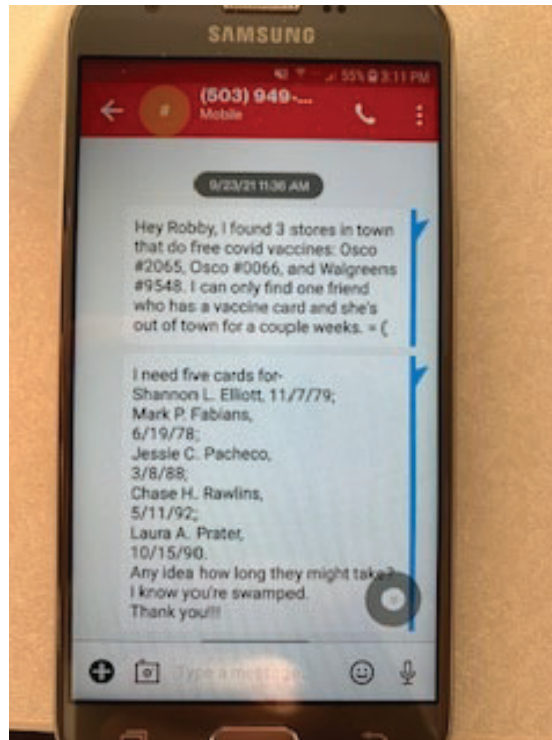 SAMSUNG
55% 3:11 PM
(503) 949-...
#
Mobile
9/23/21 11:36 AM
Hey Robby, I found 3 stores in town
that do free covid vaccines: Osco
#2065, Osco #0066, and Walgreens
#9548. I can only find one friend
who has a vaccine card and she's
out of town for a couple weeks. = (
I need five cards for-
Shannon L. Elliott, 11/7/79;
Mark P. Fabians,
6/19/78;
Jessie C. Pacheco,
3/8/88;
Chase H. Rawlins,
5/11/92;
Laura A. Prater,
10/15/90.
Any idea how long they might take?
I know you're swamped.
Thank you!!!
Type a message...